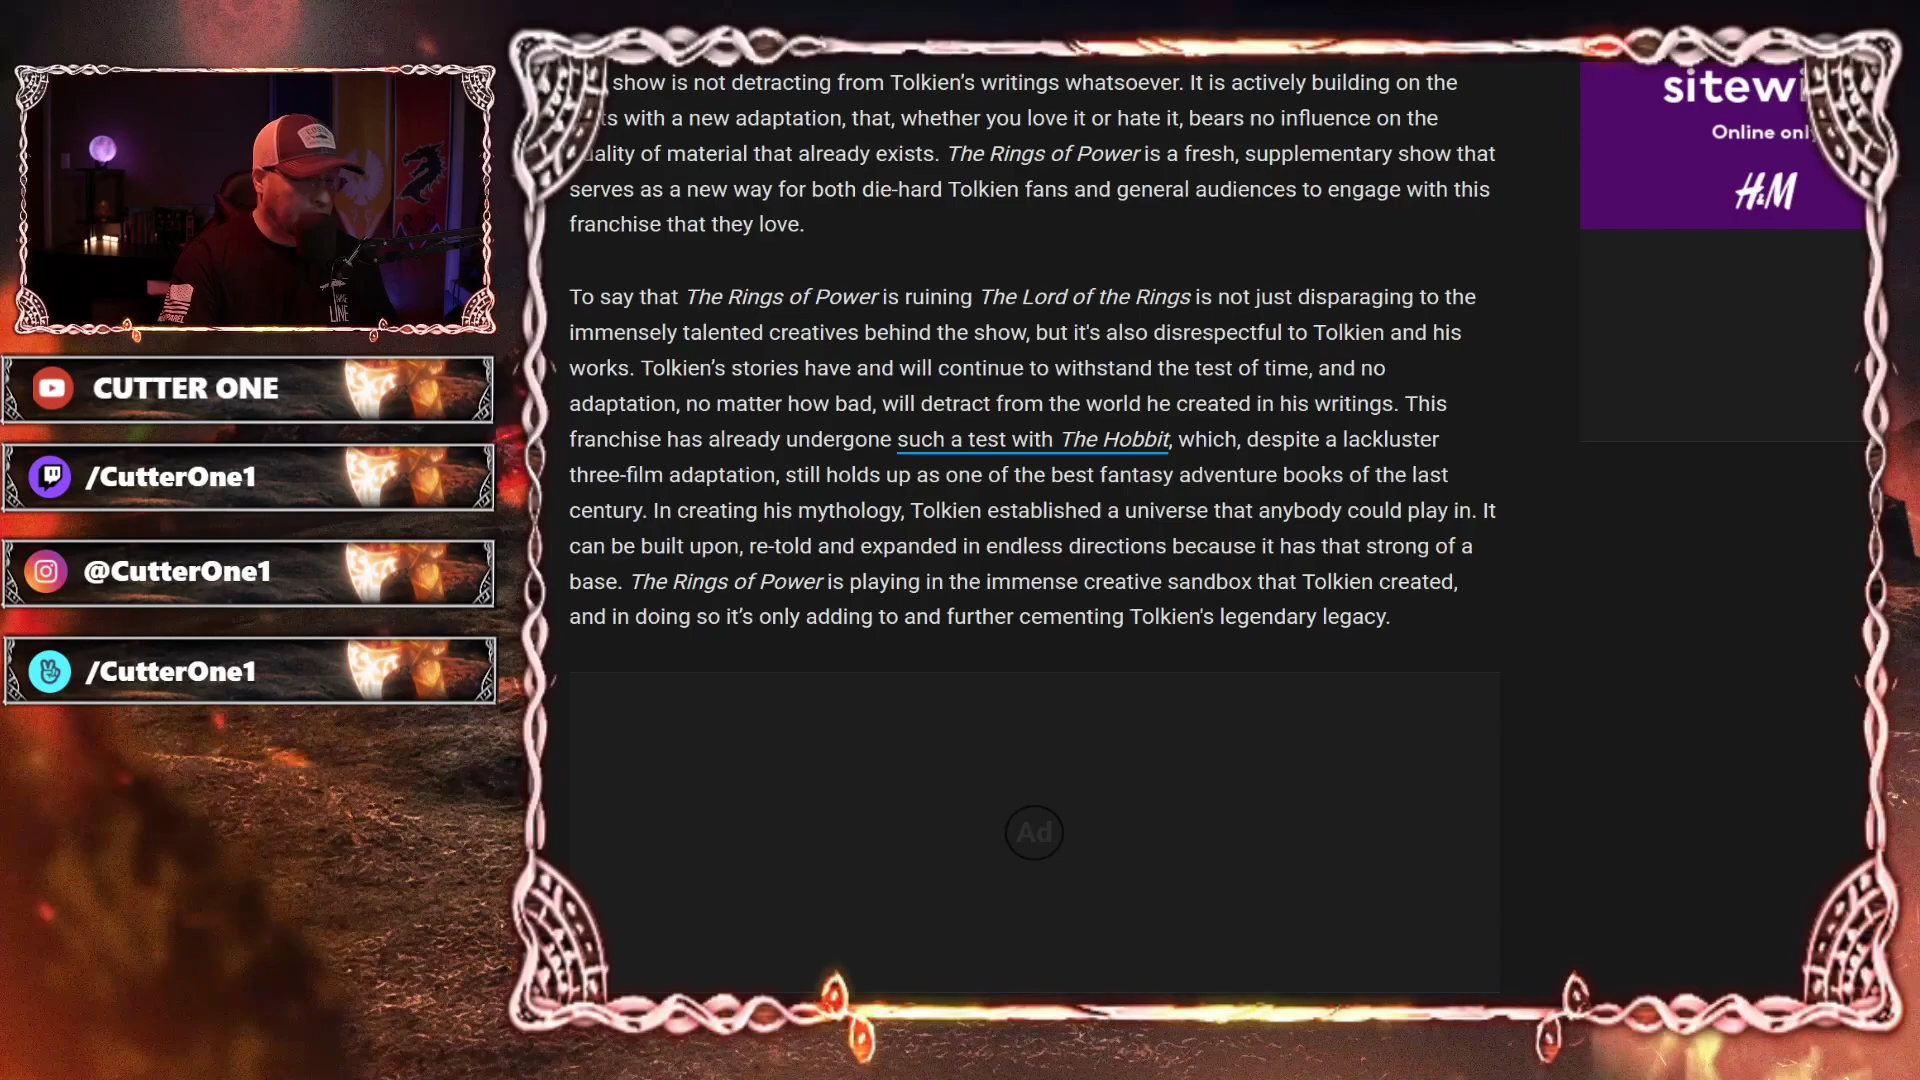 show is not detracting from Tolkien’s writings whatsoever. It is actively building on the
with a new adaptation, that, whether you love it or hate it, bears no influence on the
quality of material that already exists. The Rings of Power is a fresh, supplementary show that
serves as a new way for both die-hard Tolkien fans and general audiences to engage with this
franchise that they love.
To say that The Rings of Power is ruining The Lord of the Rings is not just disparaging to the
immensely talented creatives behind the show, but it's also disrespectful to Tolkien and his
works. Tolkien’s stories have and will continue to withstand the test of time, and no
adaptation, no matter how bad, will detract from the world he created in his writings. This
franchise has already undergone such a test with The Hobbit, which, despite a lackluster
three-film adaptation, still holds up as one of the best fantasy adventure books of the last
century. In creating his mythology, Tolkien established a universe that anybody could play in. It
can be built upon, re-told and expanded in endless directions because it has that strong of a
base. The Rings of Power is playing in the immense creative sandbox that Tolkien created,
and in doing so it’s only adding to and further cementing Tolkien's legendary legacy.
Ad
sitewi
Online only
H&M
CUTTER ONE
/CutterOne1
@CutterOne1
/CutterOne1